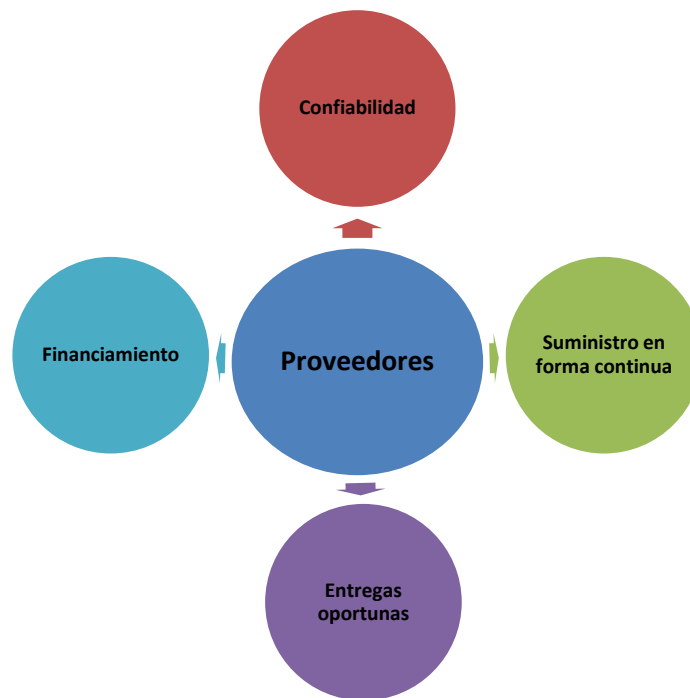 Confiabilidad
Financiamiento
Proveedores
Suministro en
forma continua
Entregas
oportunas